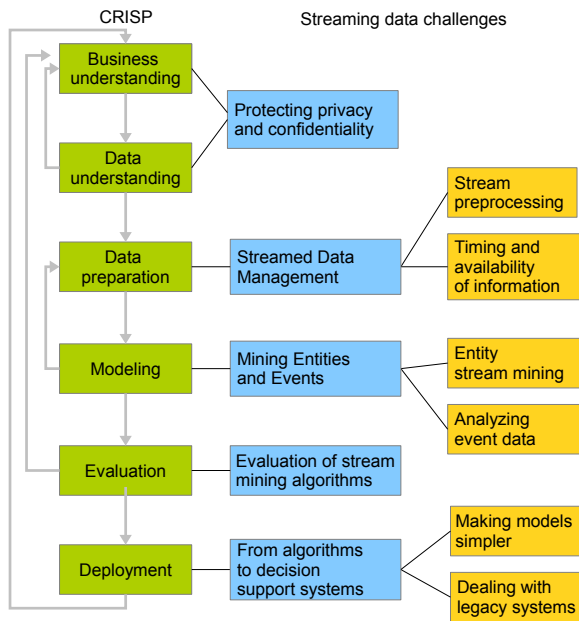 CRISP
Streaming data challenges
Business
understanding
Protecting privacy
and confidentiality
Data
understanding
Stream
preprocessing
Data
preparation
Streamed Data
Management
Timing and
availability
of information
Modeling
Mining Entities
and Events
Entity
stream mining
Analyzing
event data
Evaluation
Evaluation of stream
mining algorithms
Making models
simpler
Deployment
From algorithms
to decision
support systems
Dealing with
legacy systems